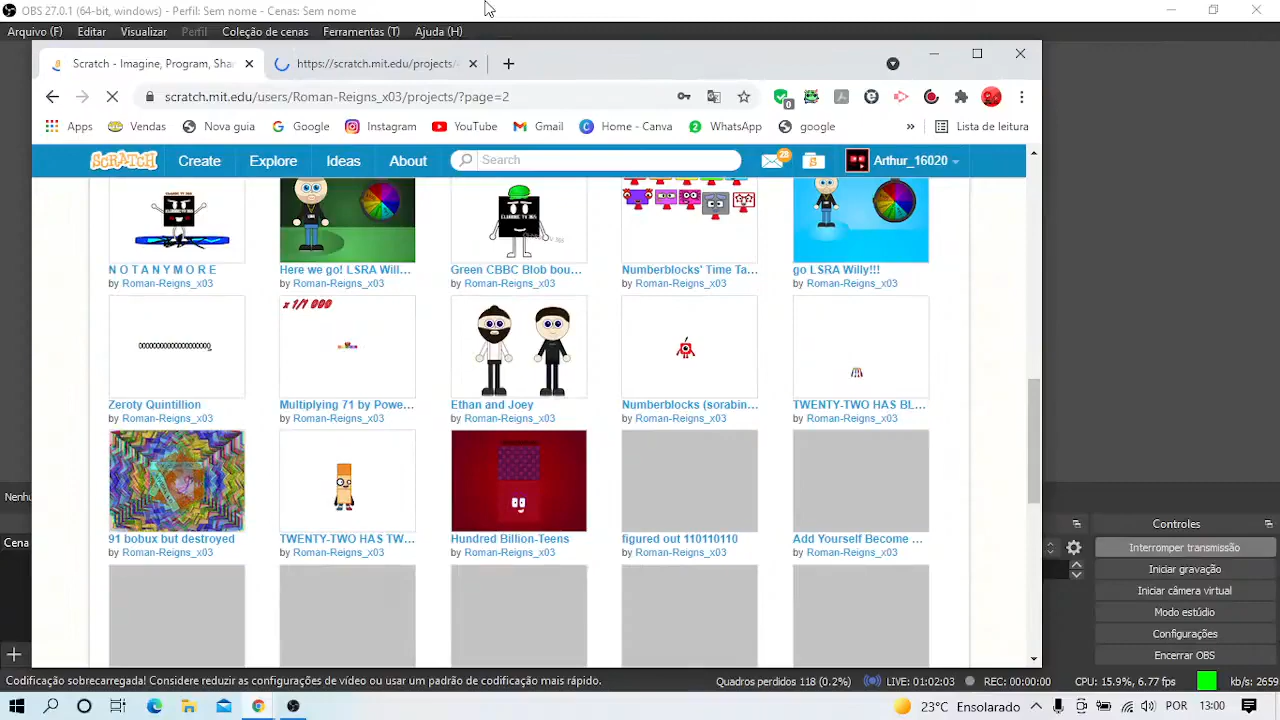 OBS 27.0.1 (64-bit, windows) - Perfil: Sem nome - Cenas: Sem nome
Arquivo (F) Editar Visualizar Perfil Coleção de cenas Ferramentas (T) Ajuda (H)
Scratch - Imagine, Program, Shar
https://scratch.mit.edu/projects/
scratch.mit.edu/users/Roman-Reigns_x03/projects/?page=2
Apps Vendas Nova guia Google Instagram YouTube Gmail Home - Canva WhatsApp google Lista de leitura
SCRATCH Create Explore Ideas About Search 28 Arthur_16020
N O T A N Y M O R E Here we go! LSRA Will... Green CBBC Blob bou... Numberblocks' Time Ta... go LSRA Willy!!!
by Roman-Reigns_x03 by Roman-Reigns_x03 by Roman-Reigns_x03 by Roman-Reigns_x03 by Roman-Reigns_x03
x 1/1 000
Zeroty Quintillion Multiplying 71 by Powe... Ethan and Joey Numberblocks (sorabin... TWENTY-TWO HAS BL...
by Roman-Reigns_x03 by Roman-Reigns_x03 by Roman-Reigns_x03 by Roman-Reigns_x03 by Roman-Reigns_x03
91 bobux but destroyed TWENTY-TWO HAS TW... Hundred Billion-Teens figured out 110110110 Add Yourself Become ...
by Roman-Reigns_x03 by Roman-Reigns_x03 by Roman-Reigns_x03 by Roman-Reigns_x03 by Roman-Reigns_x03
Nenhu
Cena
Controles
Interromper transmissão
Iniciar gravação
Iniciar câmera virtual
Modo estúdio
Configurações
Encerrar OBS
Codificação sobrecarregada! Considere reduzir as configurações de vídeo ou usar um padrão de codificação mais rápido. Quadros perdidos 118 (0.2%) LIVE: 01:02:03 REC: 00:00:00 CPU: 15.9%, 6.77 fps kb/s: 2659
23°C Ensolarado POR 13:00